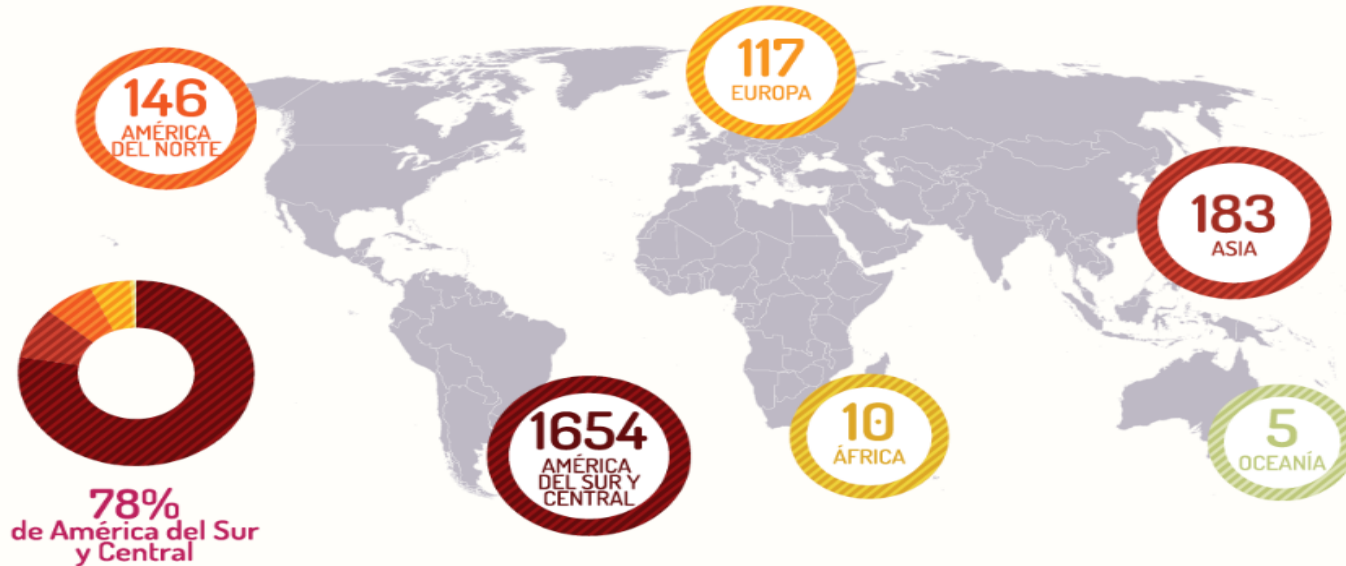 117
EUROPA
146
AMÉRICA
DEL NORTE
183
ASIA
1654
AMÉRICA
DEL SUR Y
CENTRAL
10
ÁFRICA
5
OCEANÍA
78%
de América del Sur
y Central